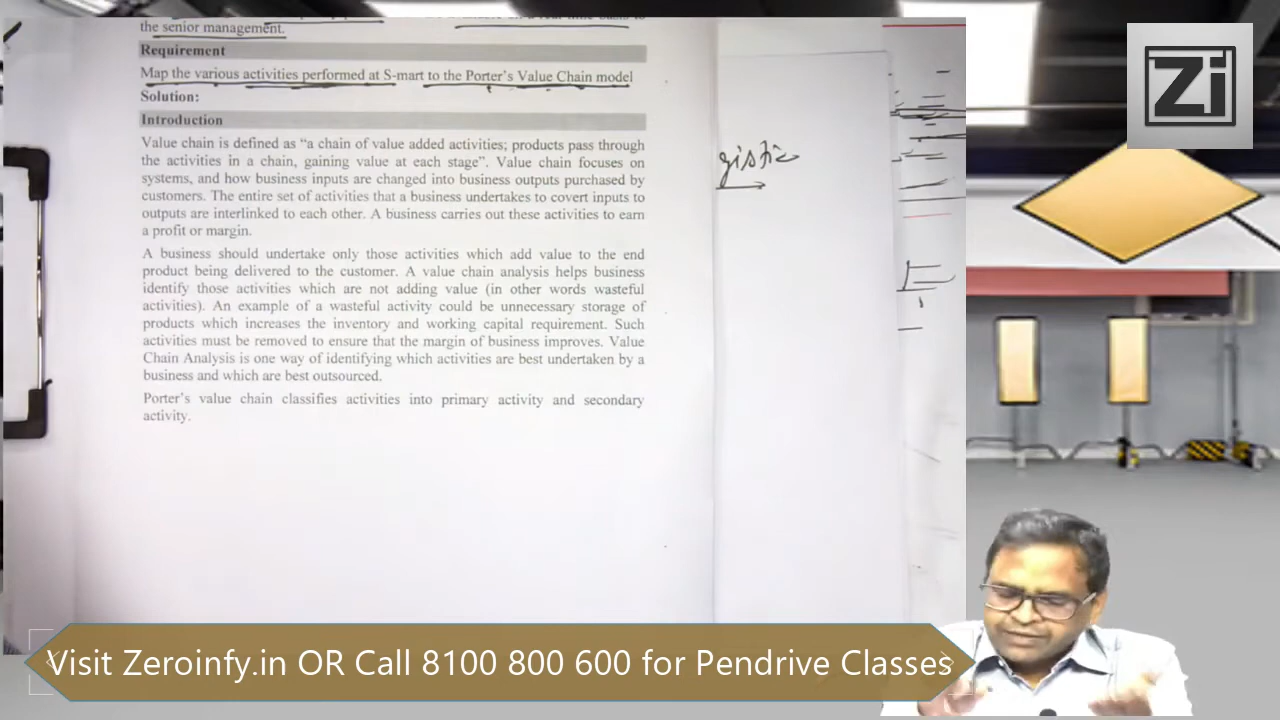 the senior management.
Requirement
Map the various activities performed at S-mart to the Porter's Value Chain model
Solution:
Introduction
Value chain is defined as “a chain of value added activities; products pass through
the activities in a chain, gaining value at each stage”. Value chain focuses on
systems, and how business inputs are changed into business outputs purchased by
customers. The entire set of activities that a business undertakes to covert inputs to
outputs are interlinked to each other. A business carries out these activities to earn
a profit or margin.
A business should undertake only those activities which add value to the end
product being delivered to the customer. A value chain analysis helps business
identify those activities which are not adding value (in other words wasteful
activities). An example of a wasteful activity could be unnecessary storage of
products which increases the inventory and working capital requirement. Such
activities must be removed to ensure that the margin of business improves. Value
Chain Analysis is one way of identifying which activities are best undertaken by a
business and which are best outsourced.
Porter's value chain classifies activities into primary activity and secondary
activity.
gistic
Zi
Visit Zeroinfy.in OR Call 8100 800 600 for Pendrive Classes